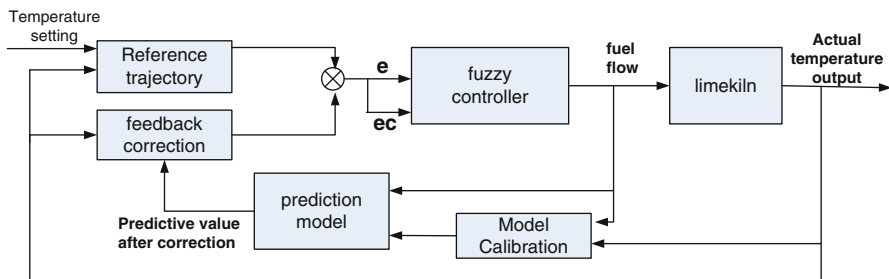 Temperature
setting
Reference
trajectory
e
ec
fuzzy
controller
fuel
flow
limekiln
Actual
temperature
output
feedback
correction
Predictive value
after correction
prediction
model
Model
Calibration